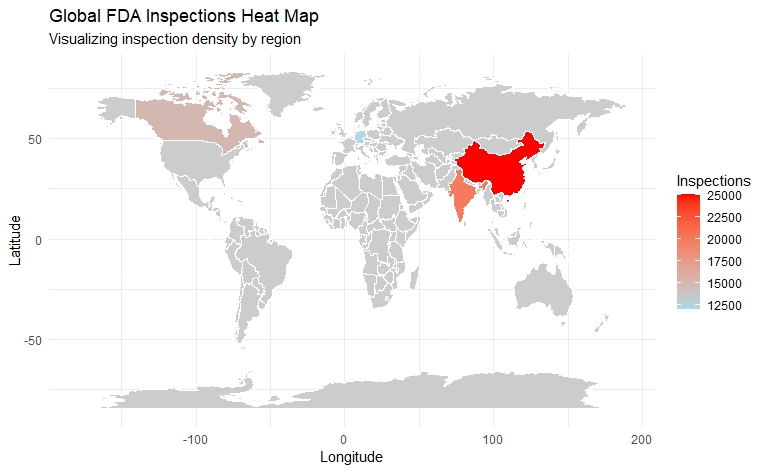 Global FDA Inspections Heat Map
Visualizing inspection density by region
50
0
-50
Latitude
-100
0
100
200
Longitude
Inspections
25000
22500
20000
17500
15000
12500